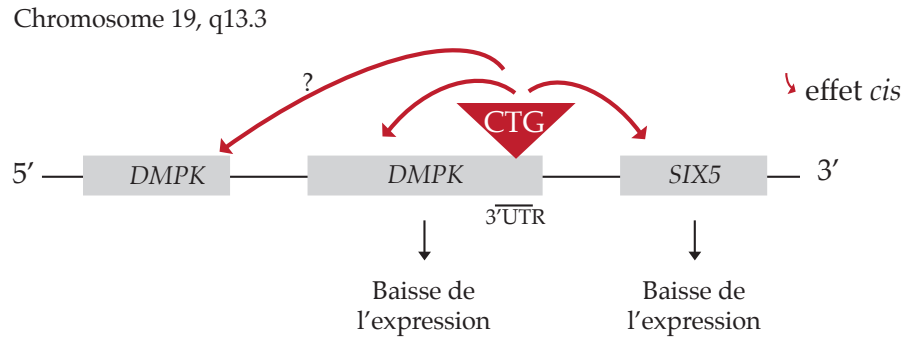 Chromosome 19, q13.3
?
effet cis
CTG
5′ DMPK DMPK SIX5 3′
3′UTR
Baisse de l'expression
Baisse de l'expression